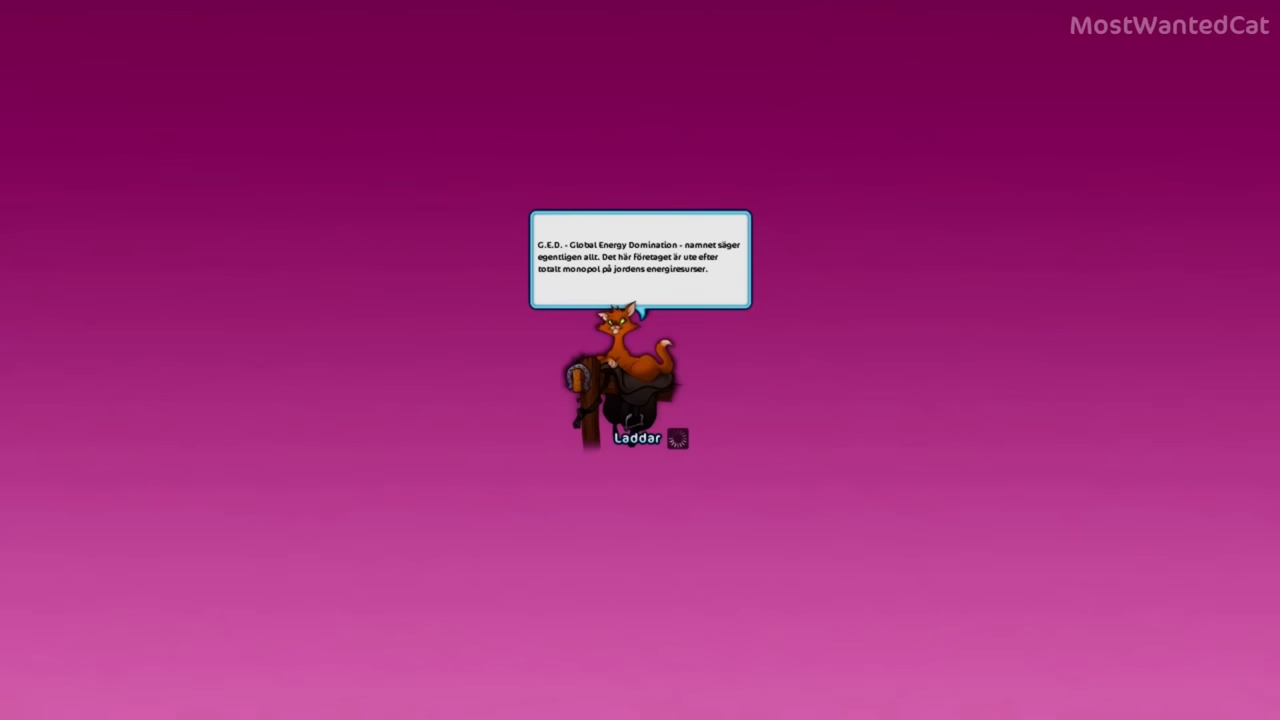 MostWantedCat
G.E.D. - Global Energy Domination - namnet säger
egentligen allt. Det här företaget är ute efter
totalt monopol på jordens energiresurser.
Laddar